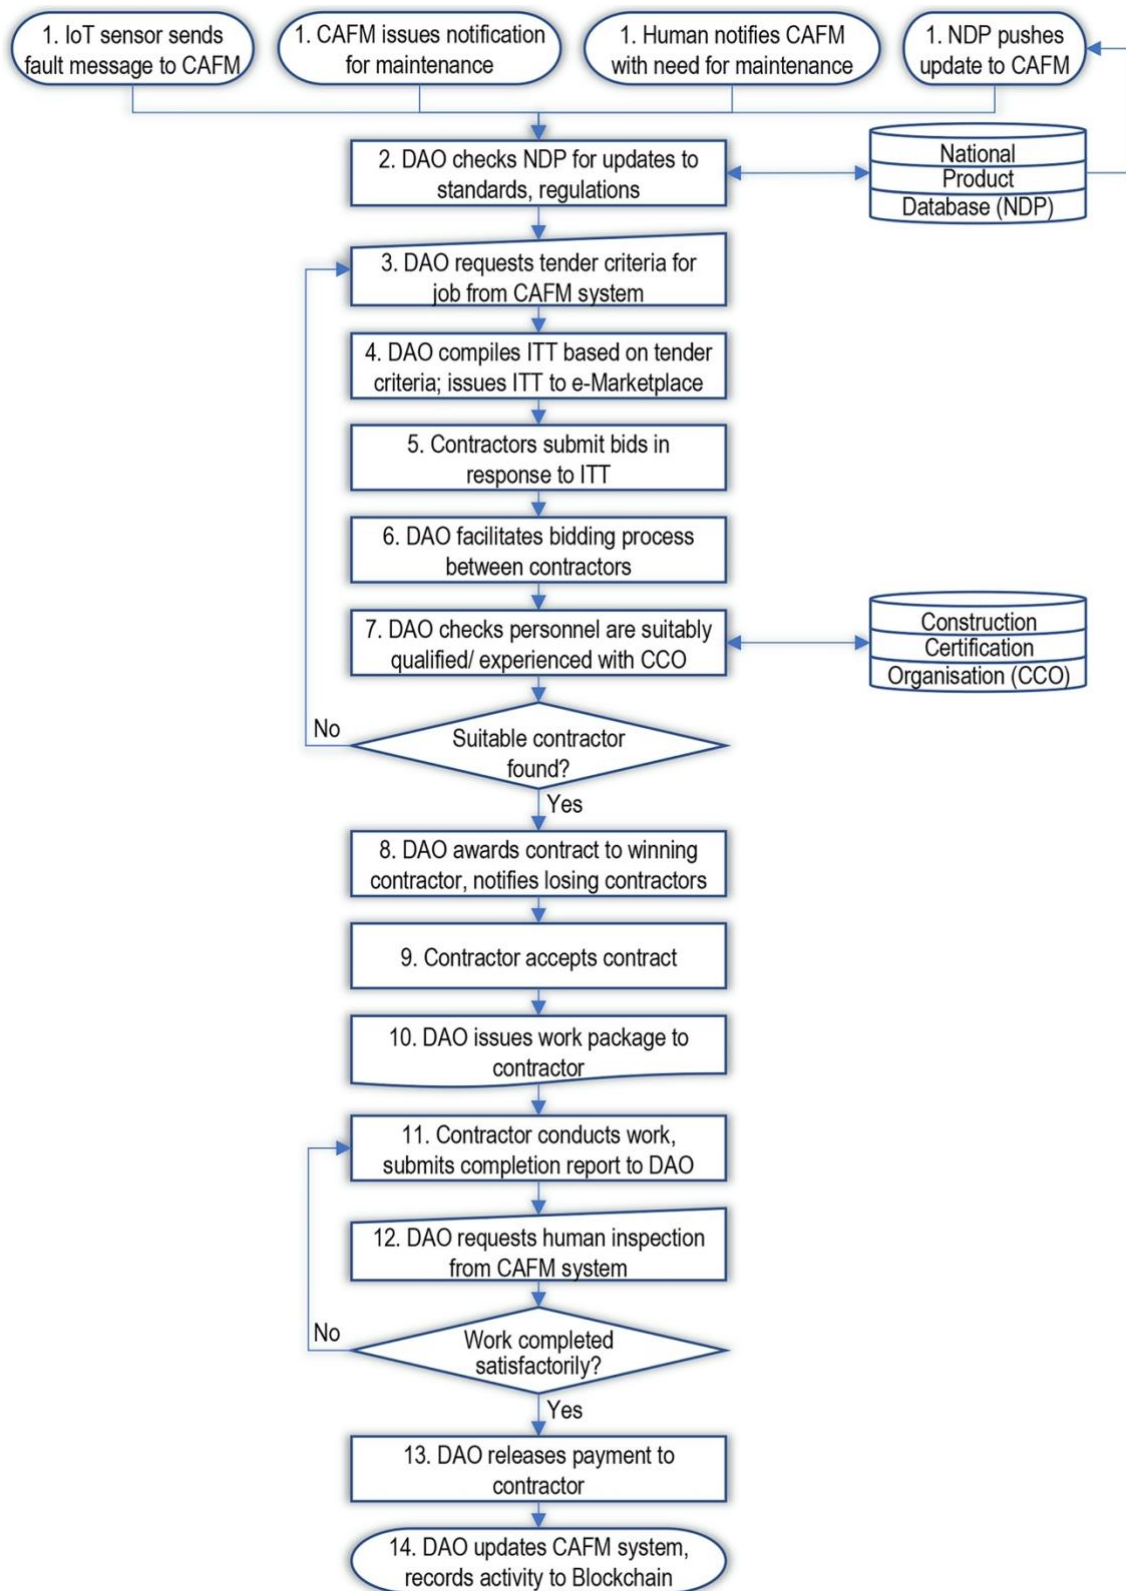 1. IoT sensor sends
fault message to CAFM
1. CAFM issues notification
for maintenance
1. Human notifies CAFM
with need for maintenance
1. NDP pushes
update to CAFM
2. DAO checks NDP for updates to
standards, regulations
National
Product
Database (NDP)
3. DAO requests tender criteria for
job from CAFM system
4. DAO compiles ITT based on tender
criteria; issues ITT to e-Marketplace
5. Contractors submit bids in
response to ITT
6. DAO facilitates bidding process
between contractors
7. DAO checks personnel are suitably
qualified/ experienced with CCO
Construction
Certification
Organisation (CCO)
No
Suitable contractor
found?
Yes
8. DAO awards contract to winning
contractor, notifies losing contractors
9. Contractor accepts contract
10. DAO issues work package to
contractor
11. Contractor conducts work,
submits completion report to DAO
12. DAO requests human inspection
from CAFM system
No
Work completed
satisfactorily?
Yes
13. DAO releases payment to
contractor
14. DAO updates CAFM system,
records activity to Blockchain